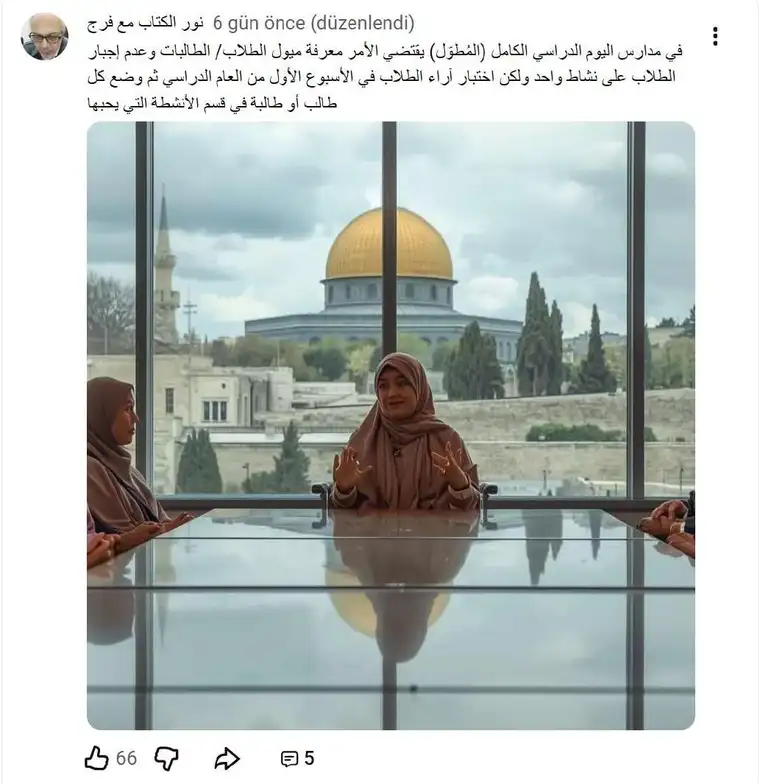 نور الكتاب مع فرج 6 gün önce (düzenlendi)
في مدارس اليوم الدراسي الكامل (المُطوّل) يقتضي الأمر معرفة ميول الطلاب/ الطالبات وعدم إجبار
الطلاب على نشاط واحد ولكن اختبار آراء الطلاب في الأسبوع الأول من العام الدراسي ثم وضع كل
طالب أو طالبة في قسم الأنشطة التي يحبها
66 5